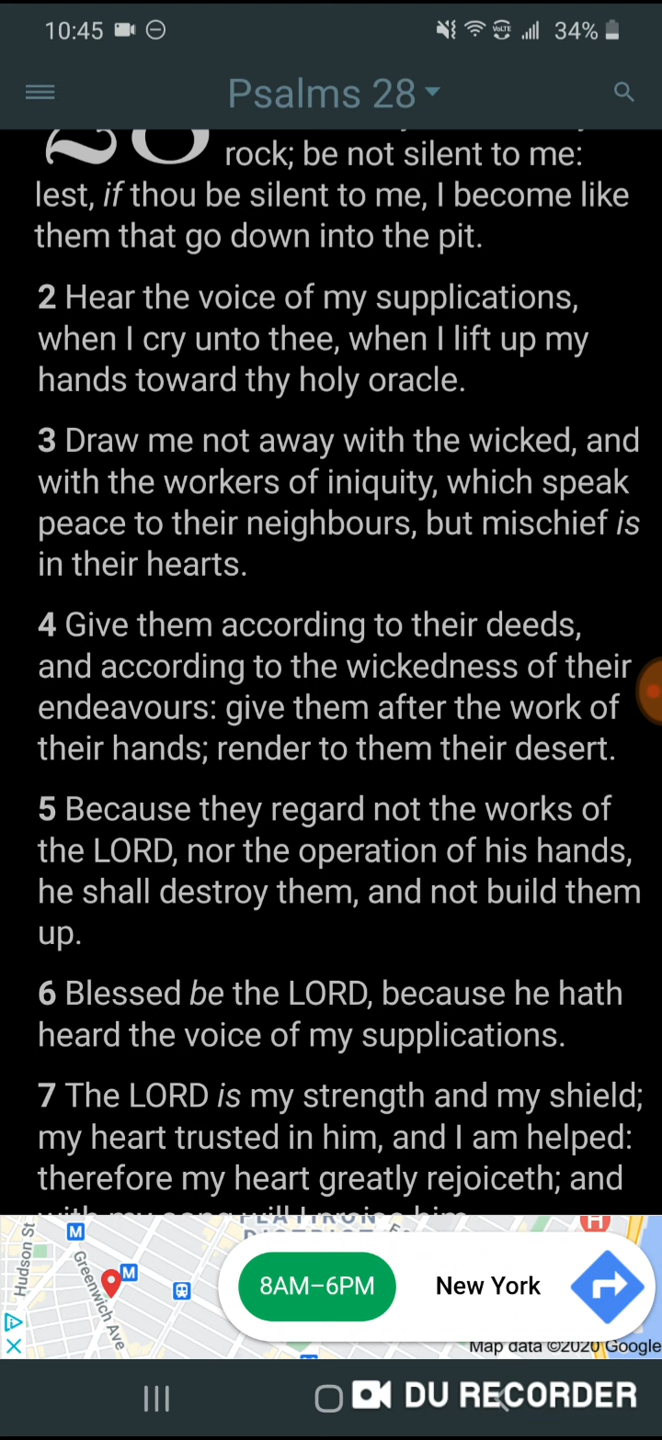 10:45 VoLTE 34%
Psalms 28
28
rock; be not silent to me:
lest, if thou be silent to me, I become like
them that go down into the pit.
2 Hear the voice of my supplications,
when I cry unto thee, when I lift up my
hands toward thy holy oracle.
3 Draw me not away with the wicked, and
with the workers of iniquity, which speak
peace to their neighbours, but mischief is
in their hearts.
4 Give them according to their deeds,
and according to the wickedness of their
endeavours: give them after the work of
their hands; render to them their desert.
5 Because they regard not the works of
the LORD, nor the operation of his hands,
he shall destroy them, and not build them
up.
6 Blessed be the LORD, because he hath
heard the voice of my supplications.
7 The LORD is my strength and my shield;
my heart trusted in him, and I am helped:
therefore my heart greatly rejoiceth; and
with my song will I praise him.
Hudson St
M
Greenwich Ave
M
FLATIRON
H
8AM–6PM New York
Map data ©2020 Google
DU RECORDER